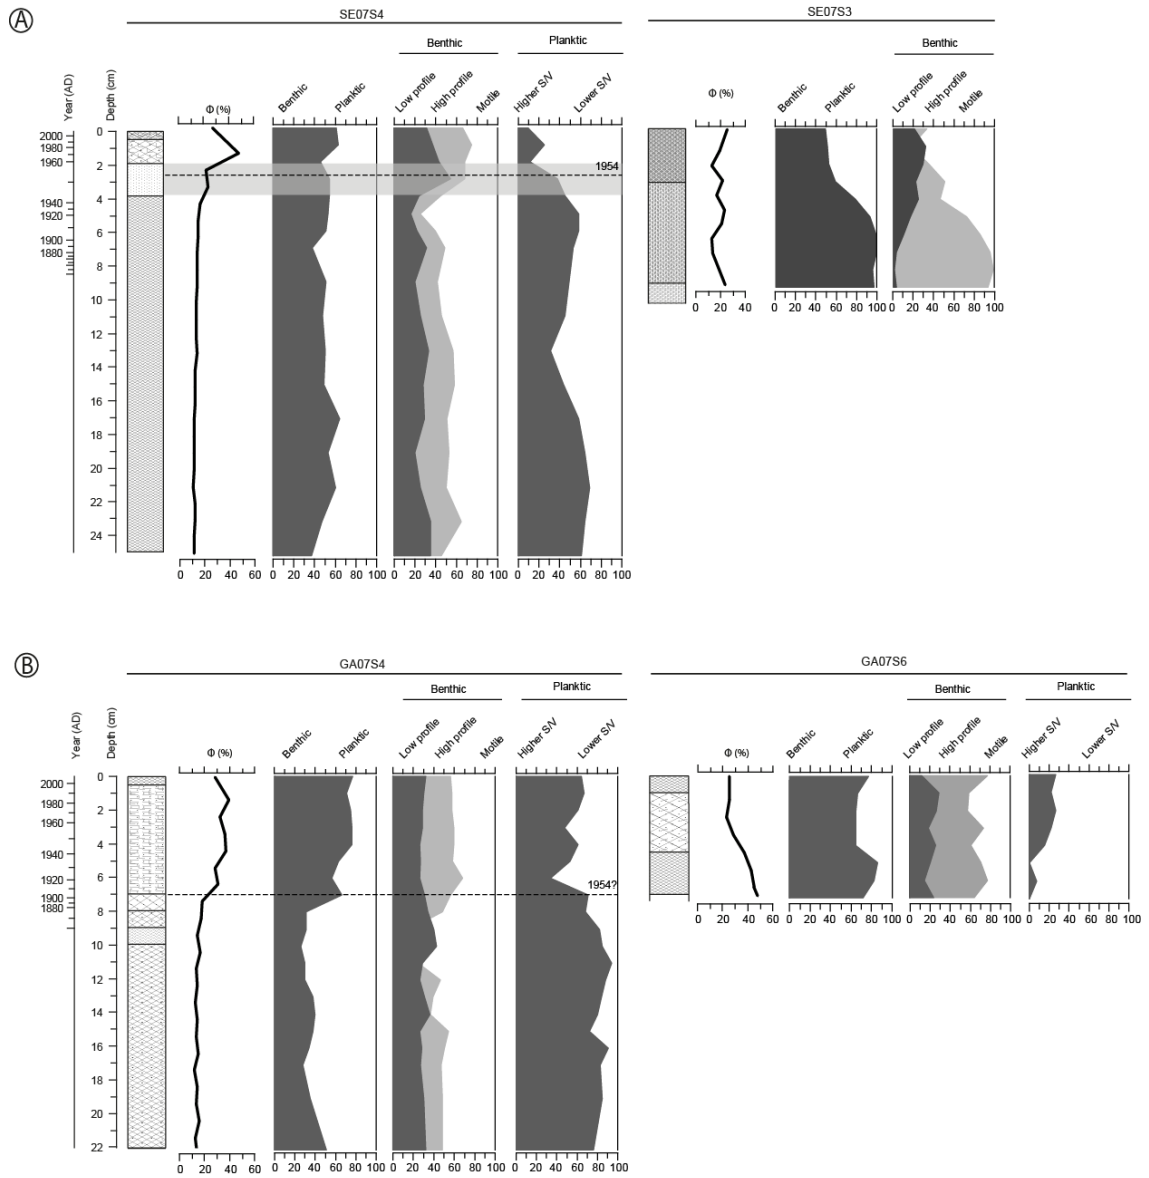 A
SE07S4
SE07S3
Benthic
Planktic
Benthic
Year (AD)
Depth (cm)
Φ (%)
Benthic
Planktic
Low profile
High profile
Motile
Higher S/V
Lower S/V
Φ (%)
Benthic
Planktic
Low profile
High profile
Motile
2000
1980
1960
1940
1920
1900
1880
0
2
4
6
8
10
12
14
16
18
20
22
24
1954
0 20 40 60
0 20 40 60 80 100
0 20 40 60 80 100
0 20 40 60 80 100
0 20 40
0 20 40 60 80 100
0 20 40 60 80 100
B
GA07S4
GA07S6
Benthic
Planktic
Benthic
Planktic
Year (AD)
Depth (cm)
Φ (%)
Benthic
Planktic
Low profile
High profile
Motile
Higher S/V
Lower S/V
Φ (%)
Benthic
Planktic
Low profile
High profile
Motile
Higher S/V
Lower S/V
2000
1980
1960
1940
1920
1900
1880
0
2
4
6
8
10
12
14
16
18
20
22
1954?
0 20 40 60
0 20 40 60 80 100
0 20 40 60 80 100
0 20 40 60 80 100
0 20 40 60
0 20 40 60 80 100
0 20 40 60 80 100
0 20 40 60 80 100